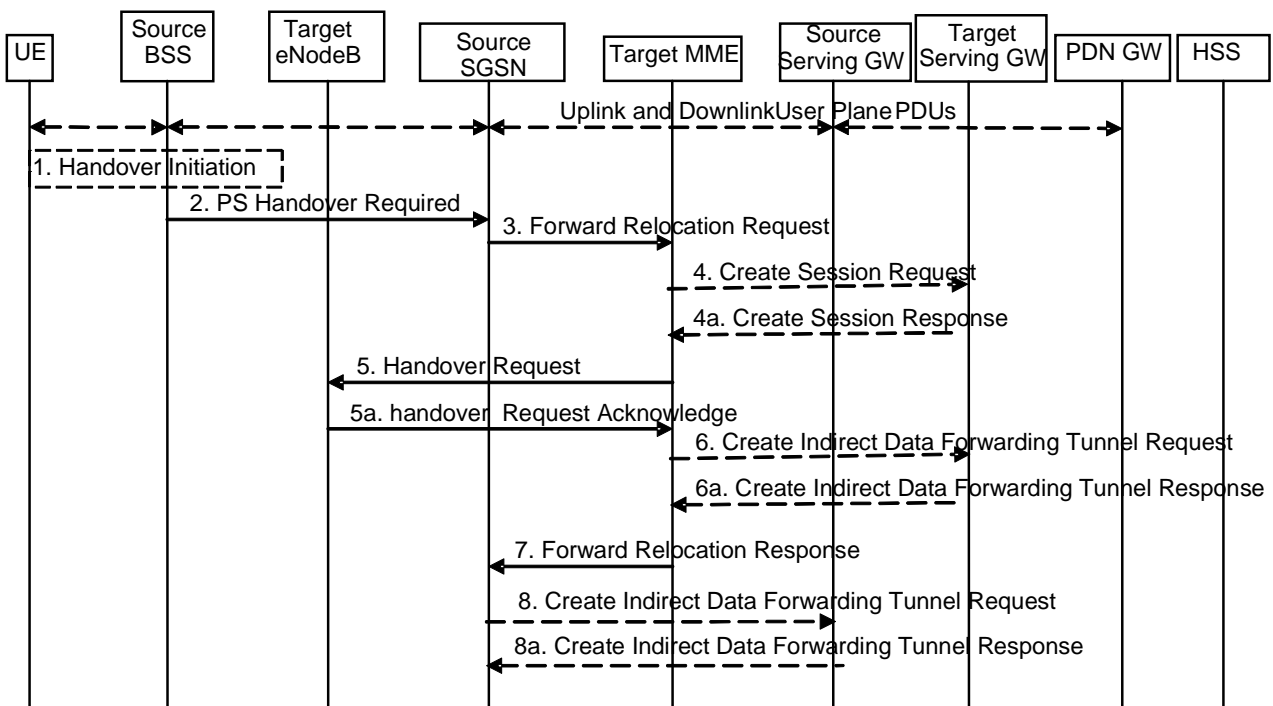 UE
Source
BSS
Target
eNodeB
Source
SGSN
Target MME
Source
Serving GW
Target
Serving GW
PDN GW
HSS
Uplink and DownlinkUser Plane PDUs
1. Handover Initiation
2. PS Handover Required
3. Forward Relocation Request
4. Create Session Request
4a. Create Session Response
5. Handover Request
5a. handover Request Acknowledge
6. Create Indirect Data Forwarding Tunnel Request
6a. Create Indirect Data Forwarding Tunnel Response
7. Forward Relocation Response
8. Create Indirect Data Forwarding Tunnel Request
8a. Create Indirect Data Forwarding Tunnel Response